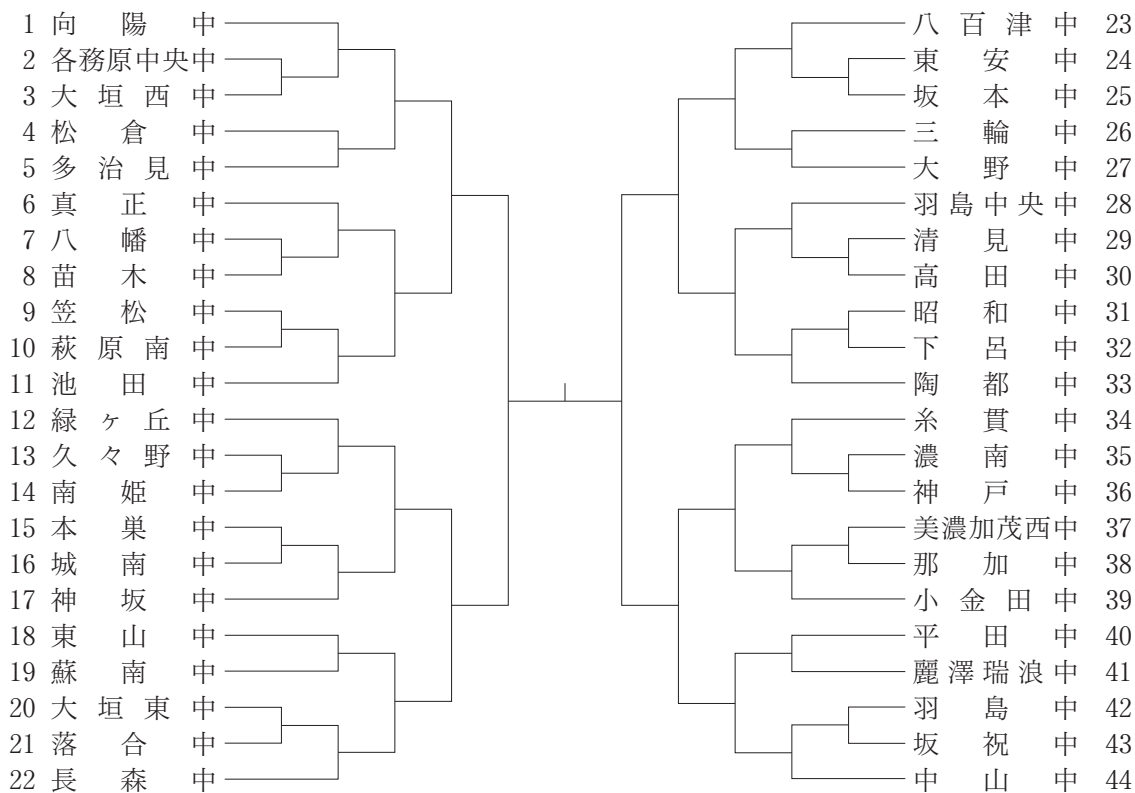 1 向陽中
2 各務原中央中
3 大垣西中
4 松倉中
5 多治見中
6 真正中
7 八幡中
8 苗木中
9 笠松中
10 萩原南中
11 池田中
12 緑ヶ丘中
13 久々野中
14 南姫中
15 本巣中
16 城南中
17 神坂中
18 東山中
19 蘇南中
20 大垣東中
21 落合中
22 長森中
八百津中 23
東安中 24
坂本中 25
三輪中 26
大野中 27
羽島中央中 28
清見中 29
高田中 30
昭和中 31
下呂中 32
陶都中 33
糸貫中 34
濃南中 35
神戸中 36
美濃加茂西中 37
那加中 38
小金田中 39
平田中 40
麗澤瑞浪中 41
羽島中 42
坂祝中 43
中山中 44